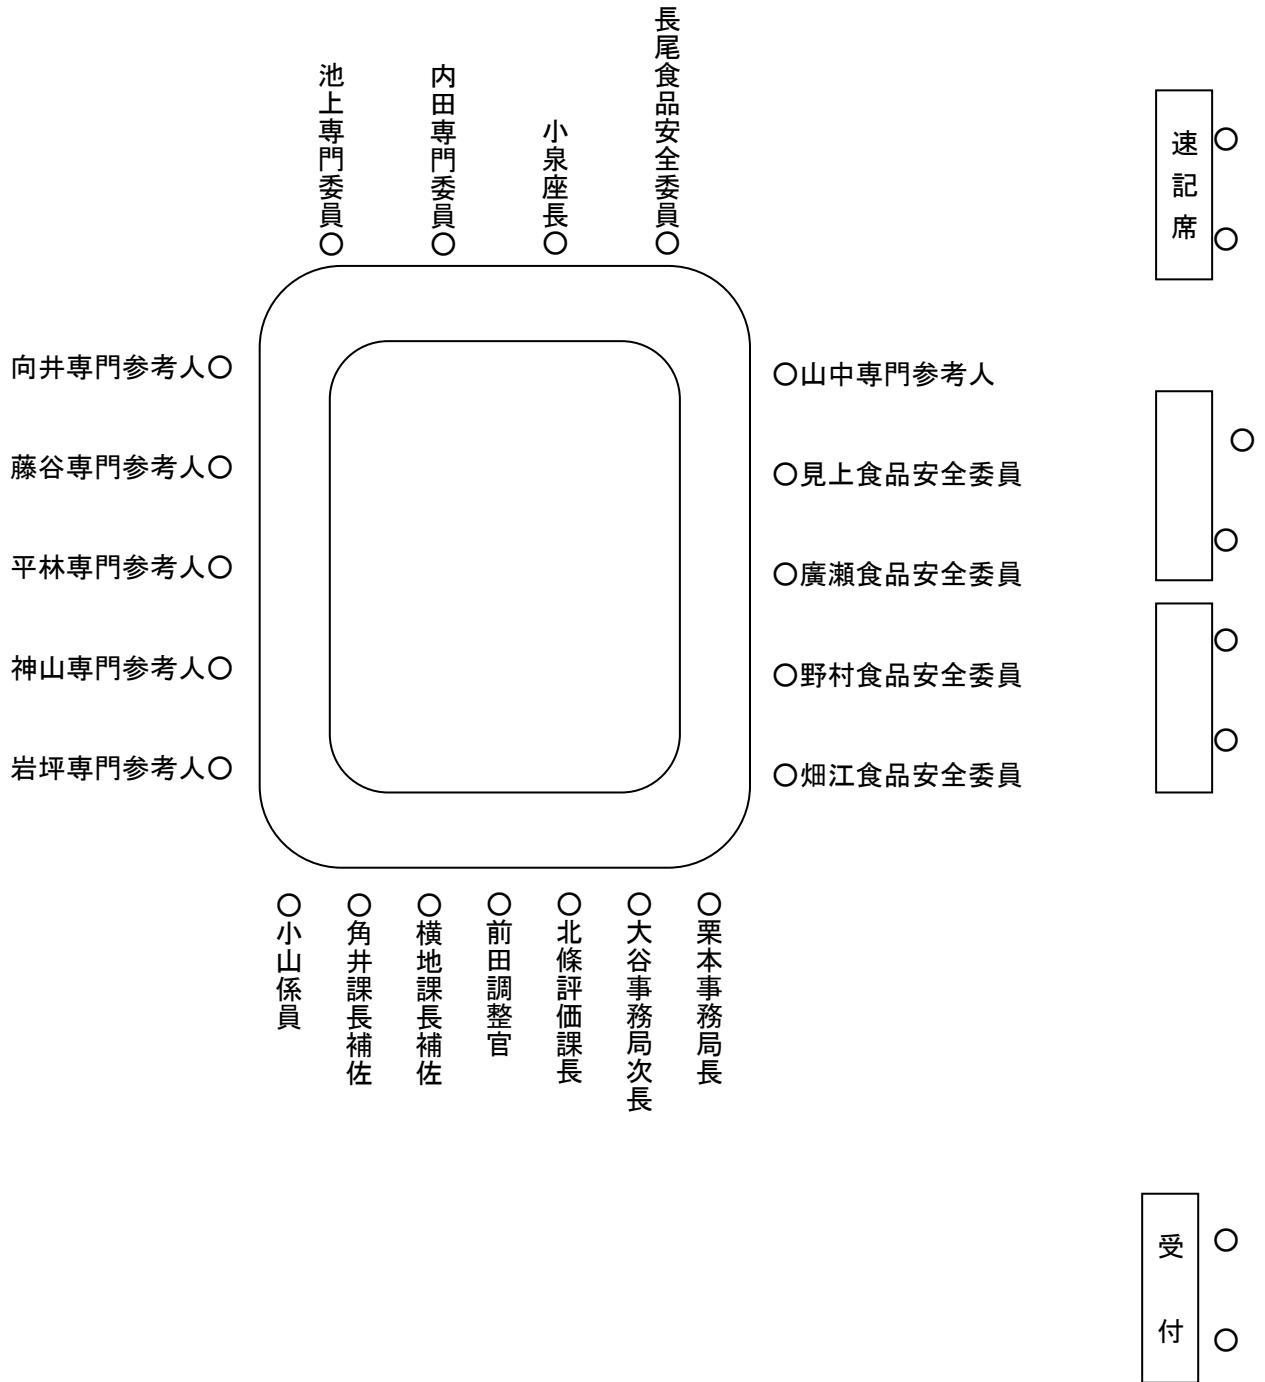 池上専門委員○
内田専門委員○
小泉座長○
長尾食品安全委員○
速記席
向井専門参考人○
藤谷専門参考人○
平林専門参考人○
神山専門参考人○
岩坪専門参考人○
○山中専門参考人
○見上食品安全委員
○廣瀬食品安全委員
○野村食品安全委員
○畑江食品安全委員
○小山係員
○角井課長補佐
○横地課長補佐
○前田調整官
○北條評価課長
○大谷事務局次長
○栗本事務局長
受付